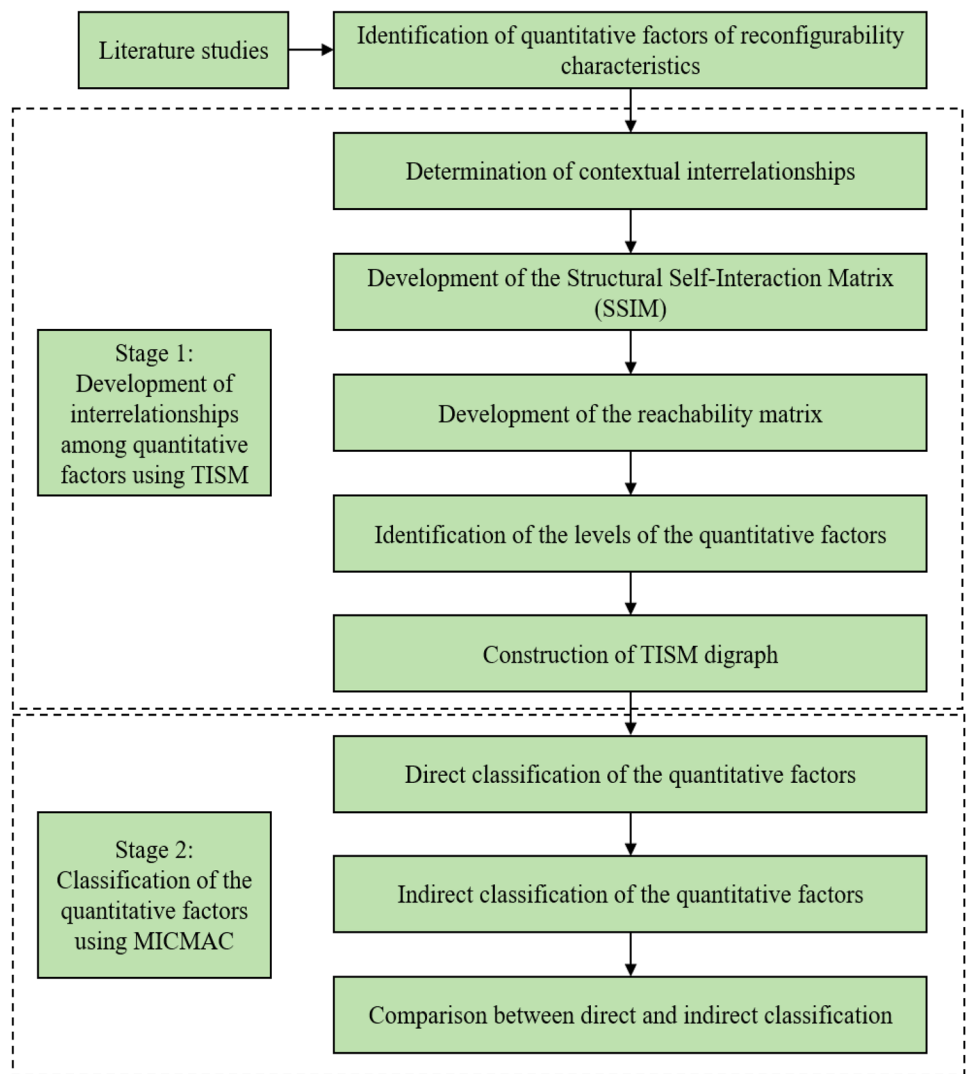 Literature studies
Identification of quantitative factors of reconfigurability
characteristics
Determination of contextual interrelationships
Development of the Structural Self-Interaction Matrix
(SSIM)
Stage 1:
Development of
interrelationships
among quantitative
factors using TISM
Development of the reachability matrix
Identification of the levels of the quantitative factors
Construction of TISM digraph
Direct classification of the quantitative factors
Stage 2:
Classification of the
quantitative factors
using MICMAC
Indirect classification of the quantitative factors
Comparison between direct and indirect classification